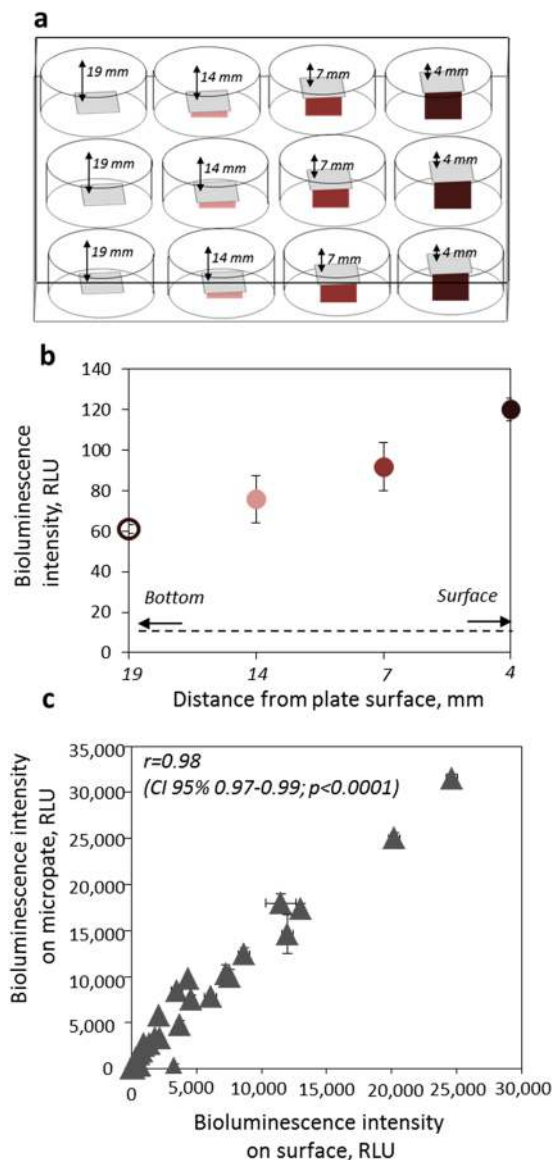 a
19 mm
14 mm
7 mm
4 mm
19 mm
14 mm
7 mm
4 mm
19 mm
14 mm
7 mm
4 mm
b
Bioluminescence
intensity, RLU
140
120
100
80
60
40
20
0
Bottom
Surface
19
14
7
4
Distance from plate surface, mm
c
Bioluminescence intensity
on micropate, RLU
35,000
30,000
25,000
20,000
15,000
10,000
5,000
0
r=0.98
(CI 95% 0.97-0.99; p<0.0001)
0
5,000
10,000
15,000
20,000
25,000
30,000
Bioluminescence intensity
on surface, RLU